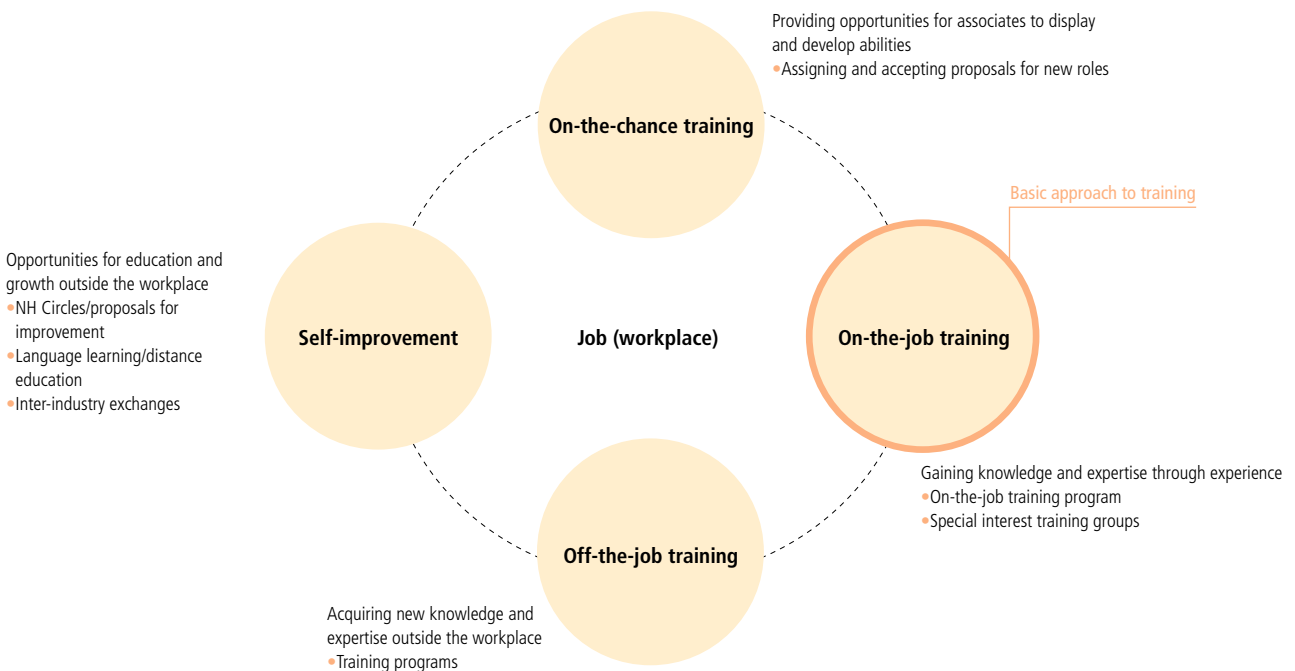 Providing opportunities for associates to display
and develop abilities
•Assigning and accepting proposals for new roles
On-the-chance training
Basic approach to training
Opportunities for education and
growth outside the workplace
•NH Circles/proposals for
improvement
•Language learning/distance
education
•Inter-industry exchanges
Self-improvement
Job (workplace)
On-the-job training
Gaining knowledge and expertise through experience
•On-the-job training program
•Special interest training groups
Off-the-job training
Acquiring new knowledge and
expertise outside the workplace
•Training programs